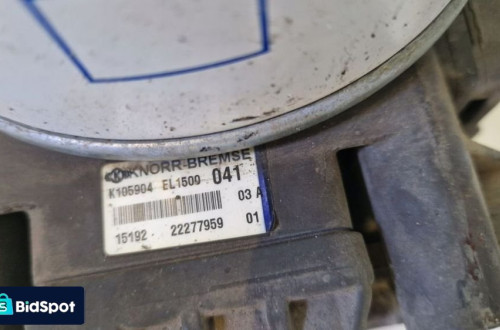 KNORR-BREMSE
K105904 EL1500 041
03 A
15192 22277959 01
BidSpot